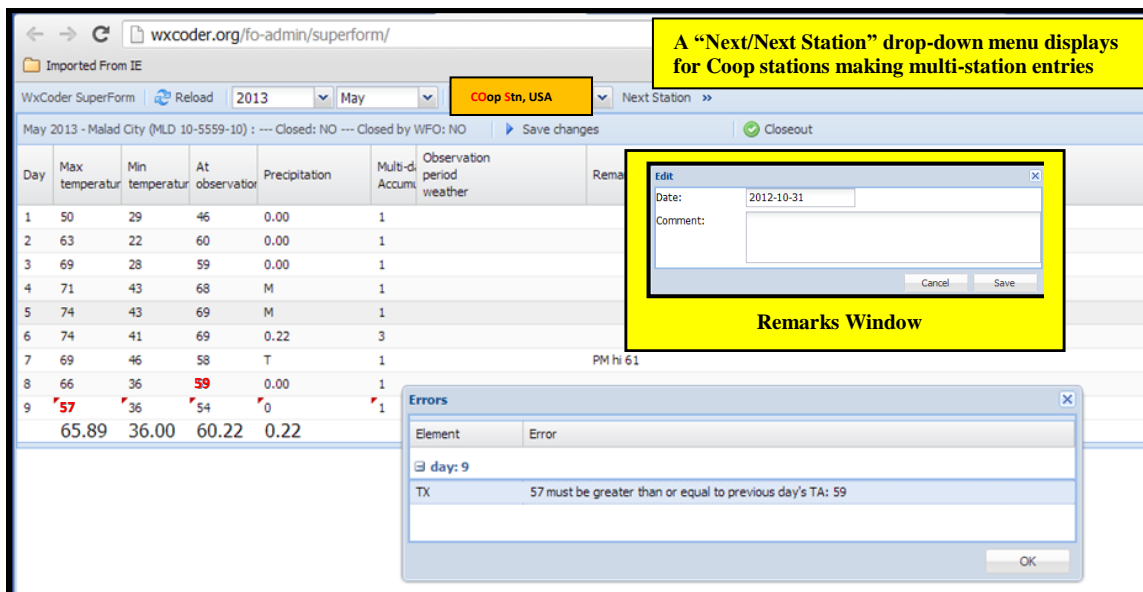 wxcoder.org/fo-admin/superform/
A “Next/Next Station” drop-down menu displays
for Coop stations making multi-station entries
Imported From IE
WxCoder SuperForm Reload 2013 May COop Stn, USA Next Station »
May 2013 - Malad City (MLD 10-5559-10) : --- Closed: NO --- Closed by WFO: NO Save changes Closeout
Day Max temperatur Min temperatur At observation Precipitation Multi-da Accumu Observation period weather Rema
1 50 29 46 0.00 1
2 63 22 60 0.00 1
3 69 28 59 0.00 1
4 71 43 68 M 1
5 74 43 69 M 1
6 74 41 69 0.22 3
7 69 46 58 T 1 PM hi 61
8 66 36 59 0.00 1
9 57 36 54 0 1
65.89 36.00 60.22 0.22
Edit
Date: 2012-10-31
Comment:
Cancel Save
Remarks Window
Errors
Element Error
day: 9
TX 57 must be greater than or equal to previous day's TA: 59
OK